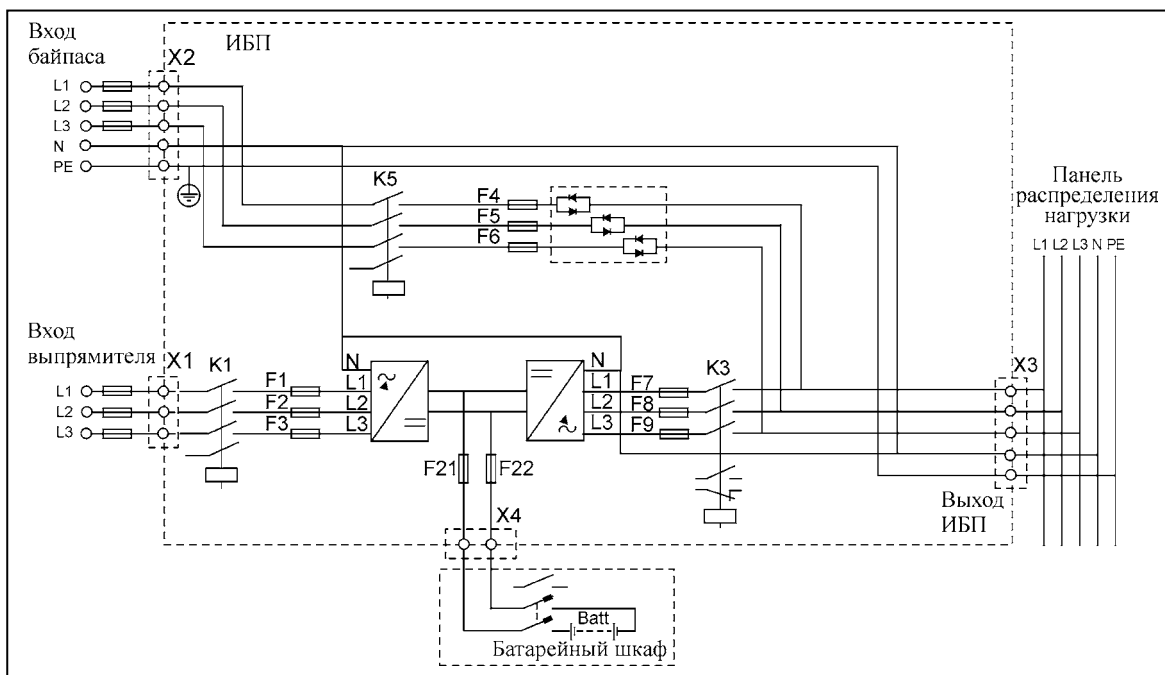 Вход
байпаса
ИБП
X2
L1
L2
L3
N
PE
K5
F4
F5
F6
Панель
распределения
нагрузки
L1 L2 L3 N PE
Вход
выпрямителя
X1
K1
L1
L2
L3
F1
F2
F3
N
L1
L2
L3
N
L1
L2
L3
F7
F8
F9
K3
X3
F21
F22
X4
Выход
ИБП
Batt
Батарейный шкаф